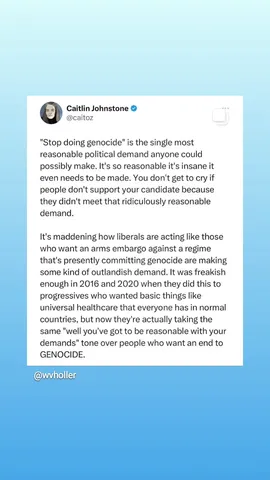 Caitlin Johnstone
@caitoz
"Stop doing genocide" is the single most
reasonable political demand anyone could
possibly make. It's so reasonable it's insane it
even needs to be made. You don't get to cry if
people don't support your candidate because
they didn't meet that ridiculously reasonable
demand.
It's maddening how liberals are acting like those
who want an arms embargo against a regime
that's presently committing genocide are making
some kind of outlandish demand. It was freakish
enough in 2016 and 2020 when they did this to
progressives who wanted basic things like
universal healthcare that everyone has in normal
countries, but now they're actually taking the
same "well you've got to be reasonable with your
demands" tone over people who want an end to
GENOCIDE.
@wvholler